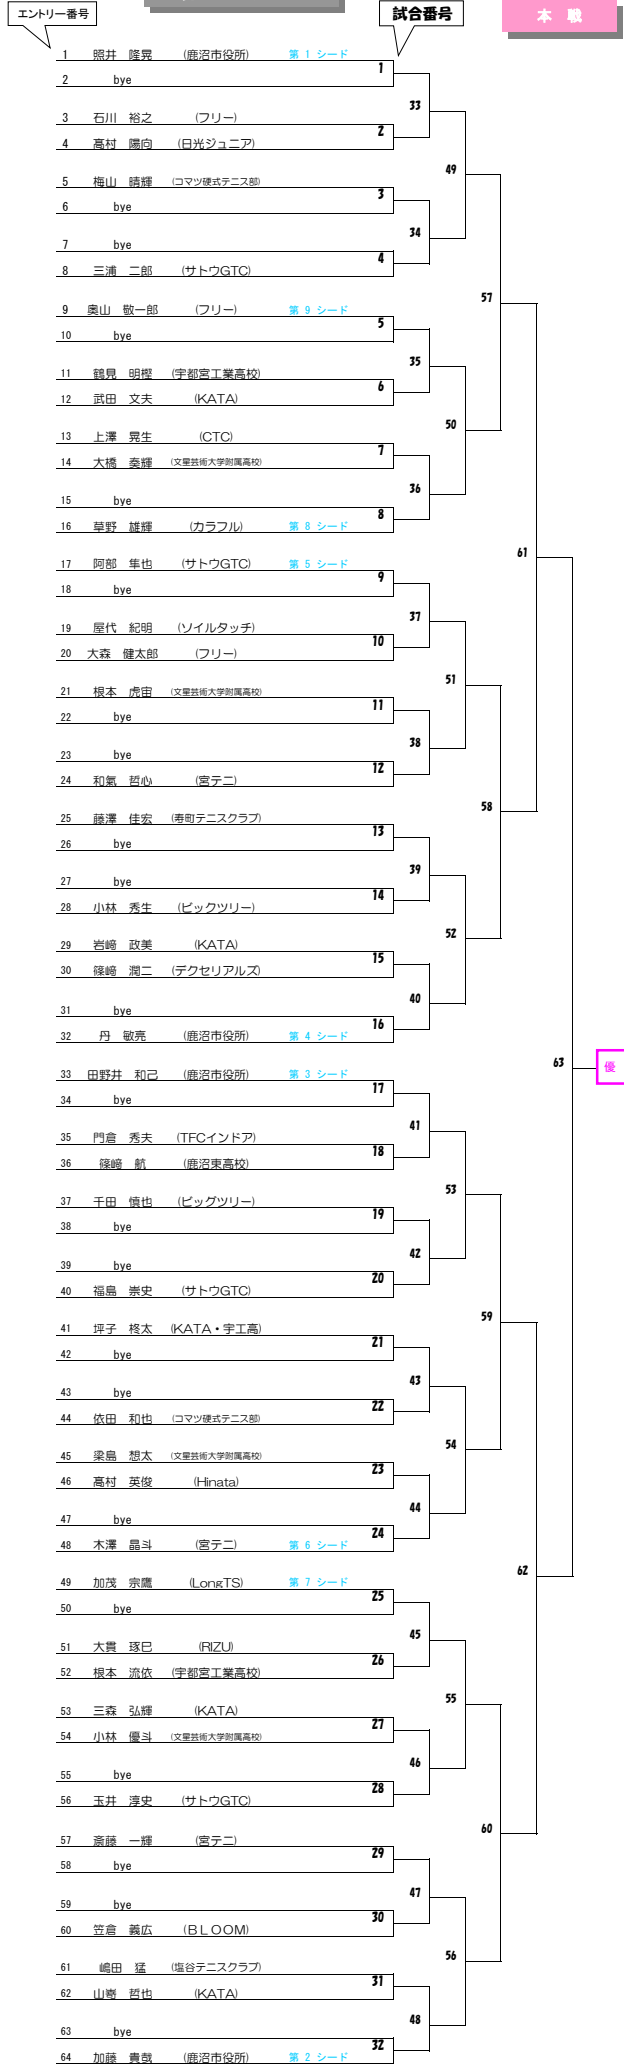 エントリー番号
試合番号
本 戦
1 照井 隆晃 (鹿沼市役所) 第 1 シード
1
2 bye
33
3 石川 裕之 (フリー)
2
4 高村 陽向 (日光ジュニア)
49
5 梅山 晴輝 (コマツ硬式テニス部)
3
6 bye
34
7 bye
4
8 三浦 二郎 (サトウGTC)
57
9 奥山 敬一郎 (フリー) 第 9 シード
5
10 bye
35
11 鶴見 明樫 (宇都宮工業高校)
6
12 武田 文夫 (KATA)
50
13 上澤 晃生 (CTC)
7
14 大橋 奏輝 (文星芸術大学附属高校)
36
15 bye
8
16 草野 雄輝 (カラフル) 第 8 シード
61
17 阿部 隼也 (サトウGTC) 第 5 シード
9
18 bye
37
19 屋代 紀明 (ソイルタッチ)
10
20 大森 健太郎 (フリー)
51
21 根本 虎宙 (文星芸術大学附属高校)
11
22 bye
38
23 bye
12
24 和氣 哲心 (宮テニ)
58
25 藤澤 佳宏 (寿町テニスクラブ)
13
26 bye
39
27 bye
14
28 小林 秀生 (ビックツリー)
52
29 岩﨑 政美 (KATA)
15
30 篠﨑 潤二 (デクセリアルズ)
40
31 bye
16
32 丹 敏亮 (鹿沼市役所) 第 4 シード
63
優
33 田野井 和己 (鹿沼市役所) 第 3 シード
17
34 bye
41
35 門倉 秀夫 (TFCインドア)
18
36 篠﨑 航 (鹿沼東高校)
53
37 千田 慎也 (ビッグツリー)
19
38 bye
42
39 bye
20
40 福島 崇史 (サトウGTC)
59
41 坪子 柊太 (KATA・宇工高)
21
42 bye
43
43 bye
22
44 依田 和也 (コマツ硬式テニス部)
54
45 梁島 想太 (文星芸術大学附属高校)
23
46 高村 英俊 (Hinata)
44
47 bye
24
48 木澤 晶斗 (宮テニ) 第 6 シード
62
49 加茂 宗鷹 (LongTS) 第 7 シード
25
50 bye
45
51 大貫 琢巳 (RIZU)
26
52 根本 流依 (宇都宮工業高校)
55
53 三森 弘輝 (KATA)
27
54 小林 優斗 (文星芸術大学附属高校)
46
55 bye
28
56 玉井 淳史 (サトウGTC)
60
57 斎藤 一輝 (宮テニ)
29
58 bye
47
59 bye
30
60 笠倉 義広 (BLOOM)
56
61 嶋田 猛 (塩谷テニスクラブ)
31
62 山嵜 哲也 (KATA)
48
63 bye
32
64 加藤 貴哉 (鹿沼市役所) 第 2 シード